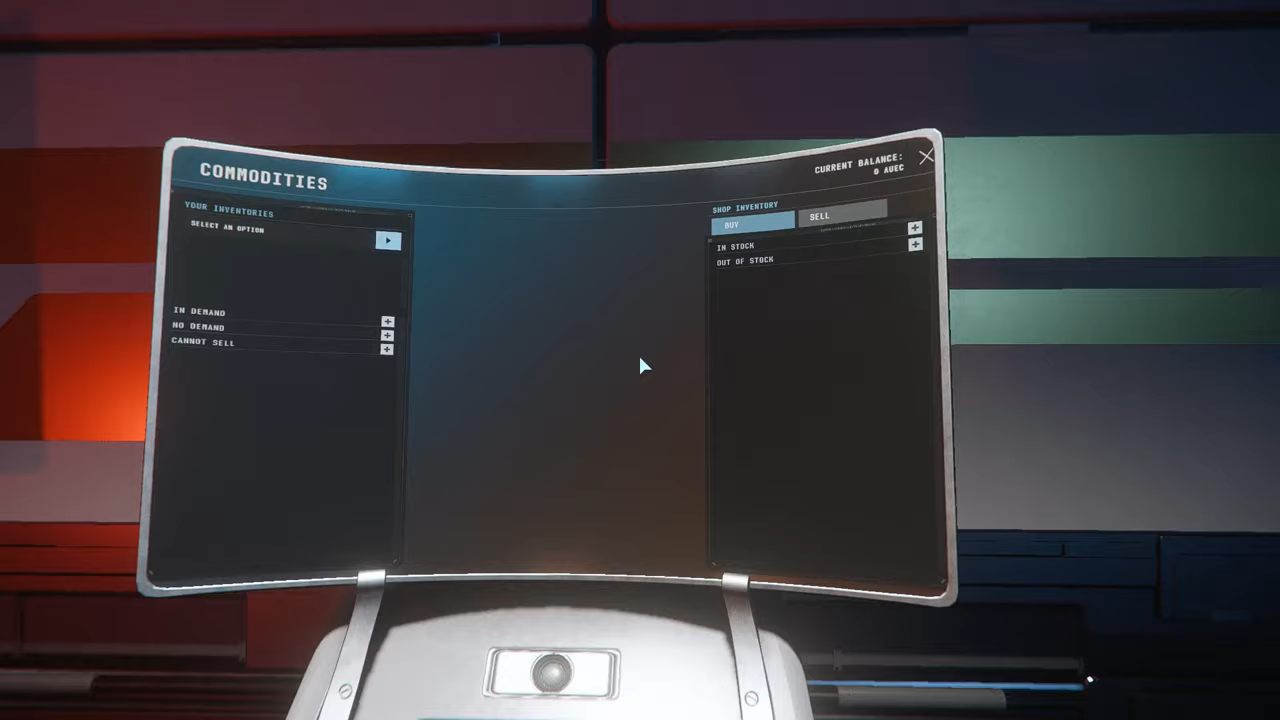 COMMODITIES
CURRENT BALANCE:
0 AUEC
YOUR INVENTORIES
SELECT AN OPTION
IN DEMAND
NO DEMAND
CANNOT SELL
SHOP INVENTORY
BUY
SELL
IN STOCK
OUT OF STOCK